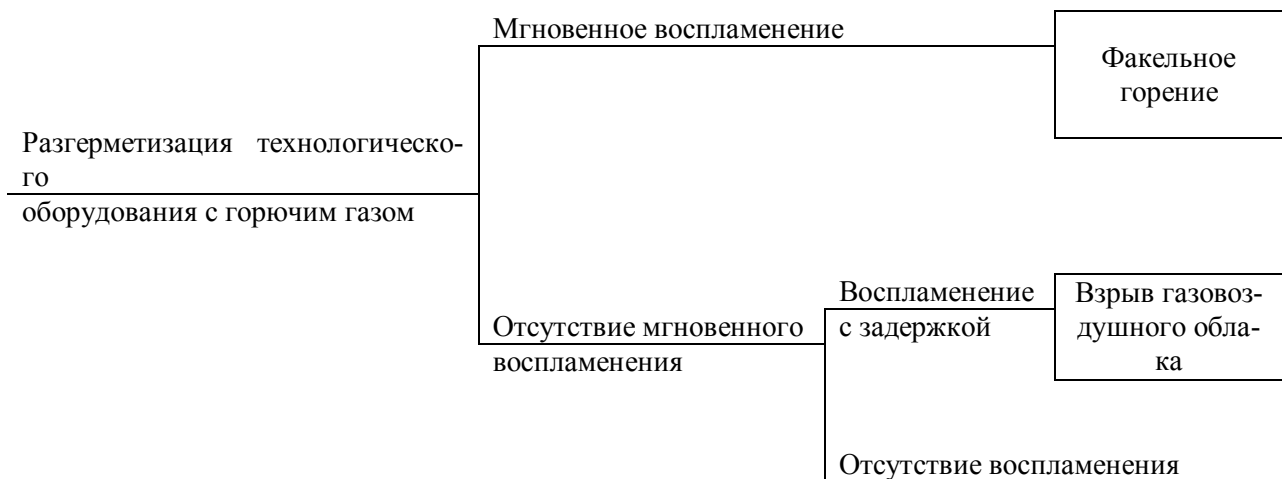 Мгновенное воспламенение
Факельное
горение
Разгерметизация технологическо-
го
оборудования с горючим газом
Воспламенение
с задержкой
Взрыв газовоз-
душного обла-
ка
Отсутствие мгновенного
воспламенения
Отсутствие воспламенения